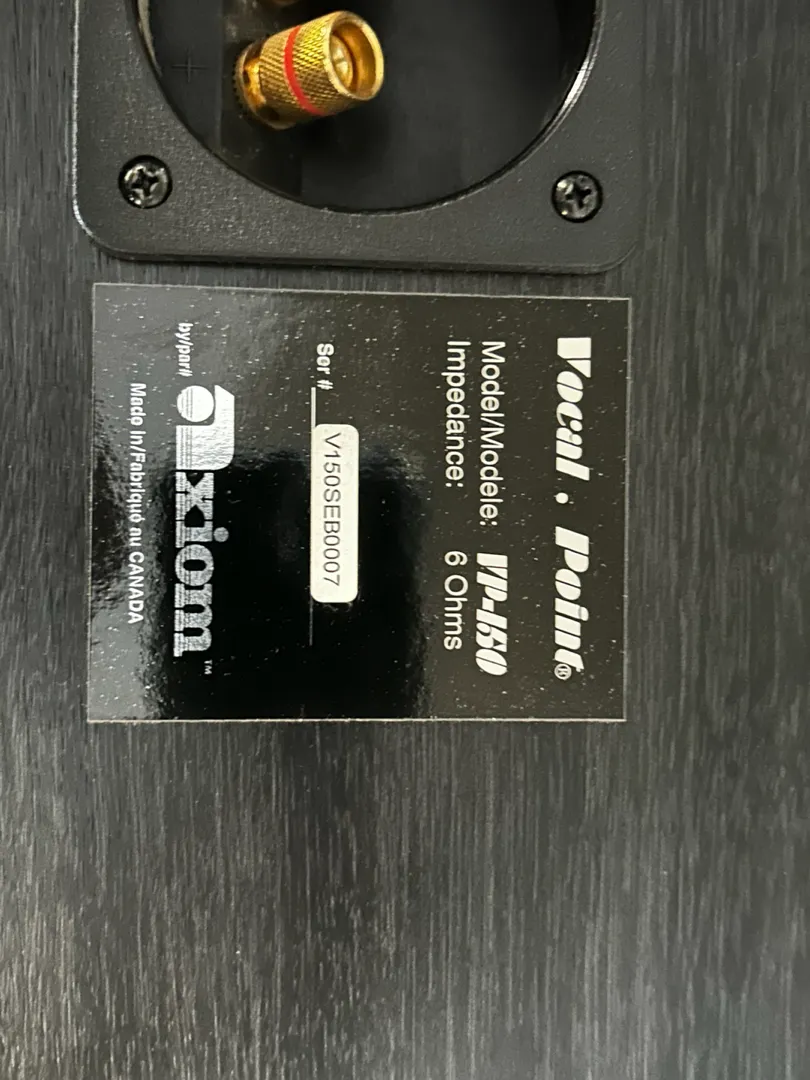 Vocal • Point®
Model/Modele: VP-150
Impedance: 6 Ohms
Ser # V150SEB0007
by/par#
axiom™
Made In/Fabriqué au CANADA